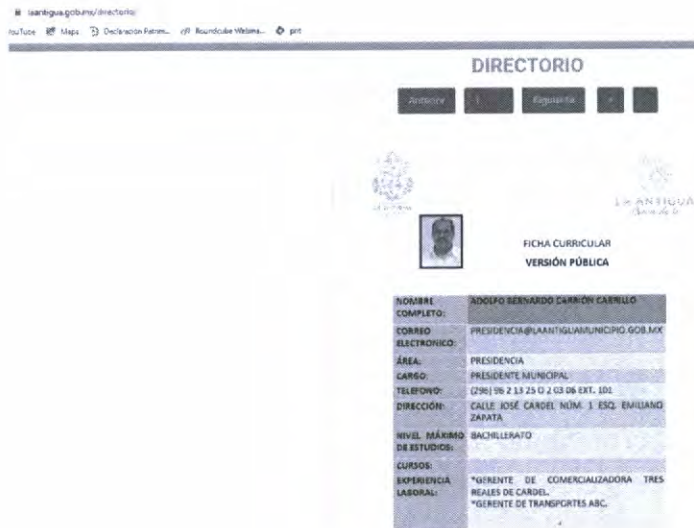 laantigua.gob.mx/directorio/
YouTube Maps Declaración Patrim... Roundcube Webma...
DIRECTORIO
Anterior 1 Siguiente +
LA ANTIGUA
FICHA CURRICULAR
VERSIÓN PÚBLICA
NOMBRE COMPLETO: ADOLFO BERNARDO CARRIÓN CARRILLO
CORREO ELECTRONICO: PRESIDENCIA@LAANTIGUAMUNICIPIO.GOB.MX
ÁREA: PRESIDENCIA
CARGO: PRESIDENTE MUNICIPAL
TELEFONO: (296) 96 2 13 25 O 2 03 06 EXT. 101
DIRECCIÓN: CALLE JOSÉ CARDEL NÚM. 1 ESQ. EMILIANO
ZAPATA
NIVEL MÁXIMO DE ESTUDIOS: BACHILLERATO
CURSOS:
EXPERIENCIA LABORAL: *GERENTE DE COMERCIALIZADORA TRES
REALES DE CARDEL.
*GERENTE DE TRANSPORTES ABC.